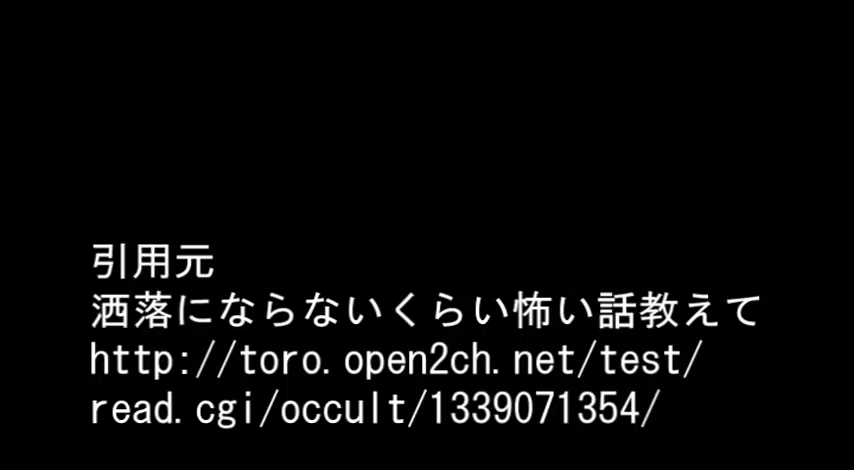 引用元
洒落にならないくらい怖い話教えて
http://toro.open2ch.net/test/
read.cgi/occult/1339071354/